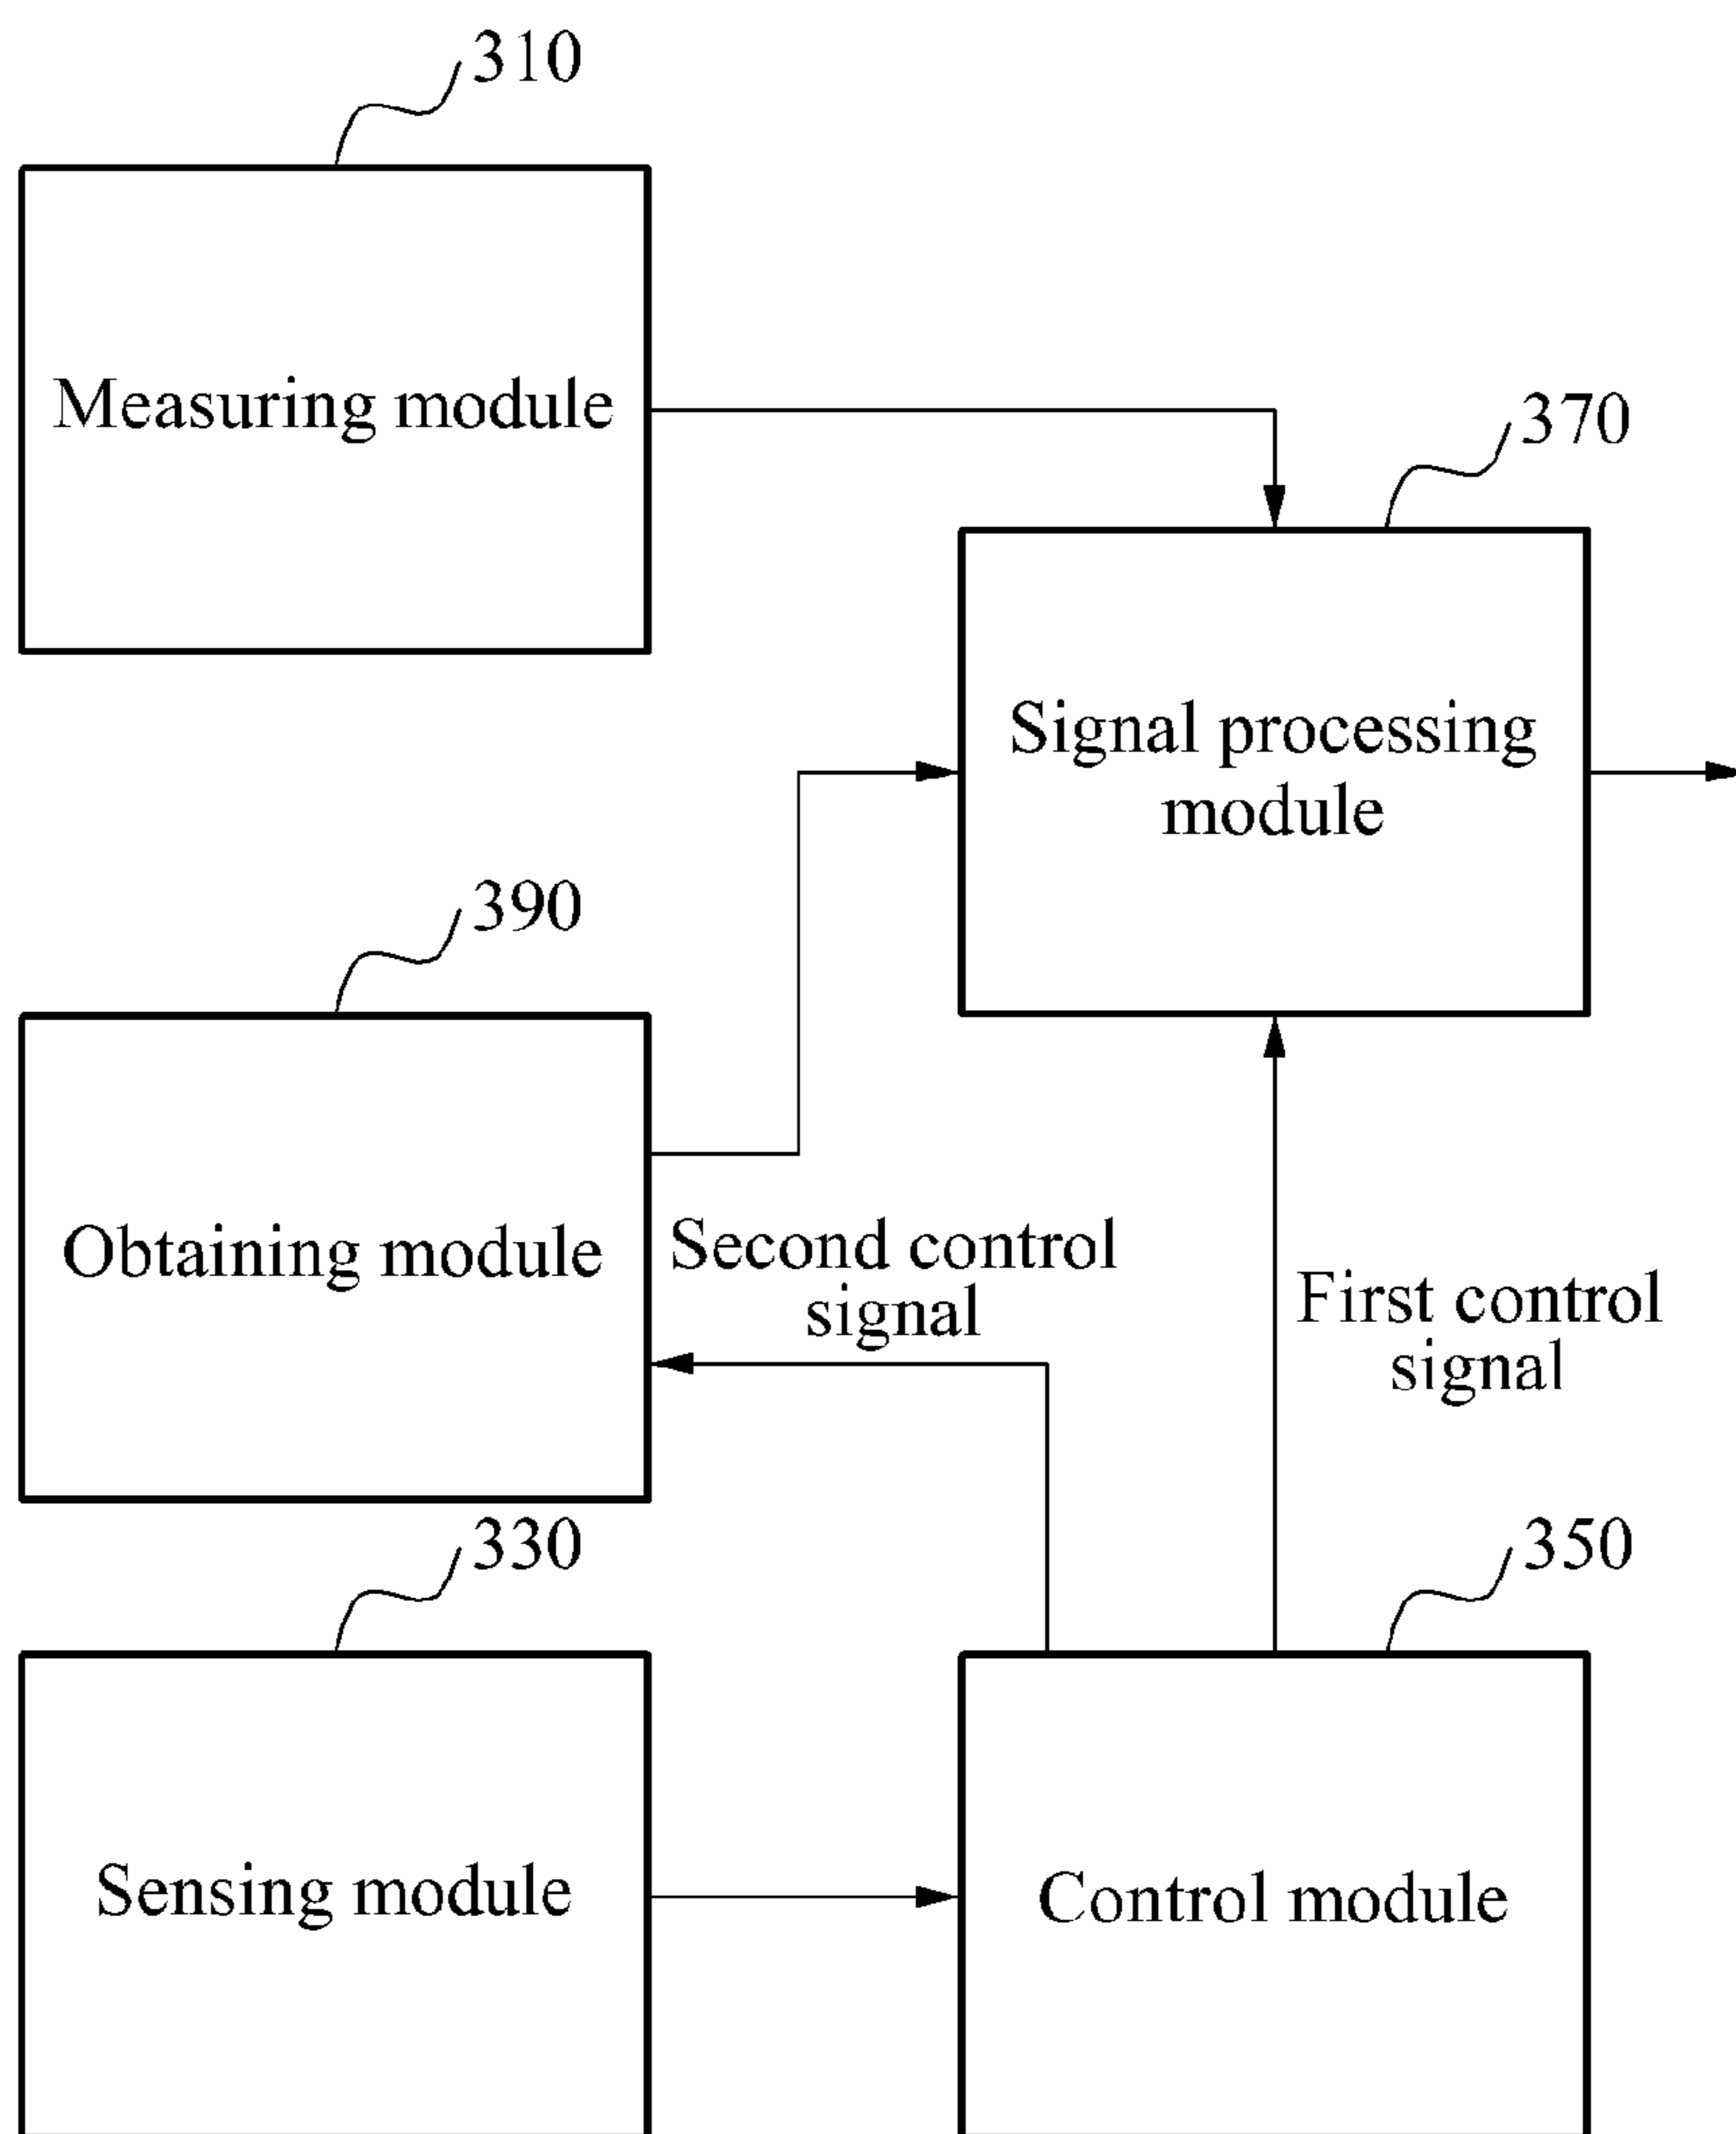 310
Measuring module
370
Signal processing
module
390
Obtaining module
Second control
signal
First control
signal
330
350
Sensing module
Control module